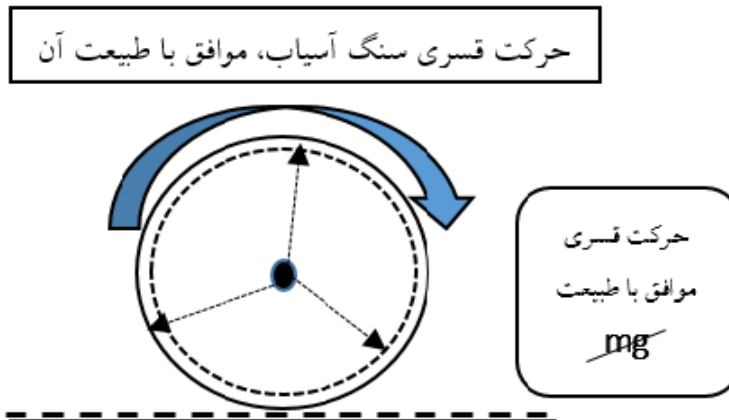 حرکت قسری سنگ آسیاب، موافق با طبیعت آن
حرکت قسری
موافق با طبیعت
mg